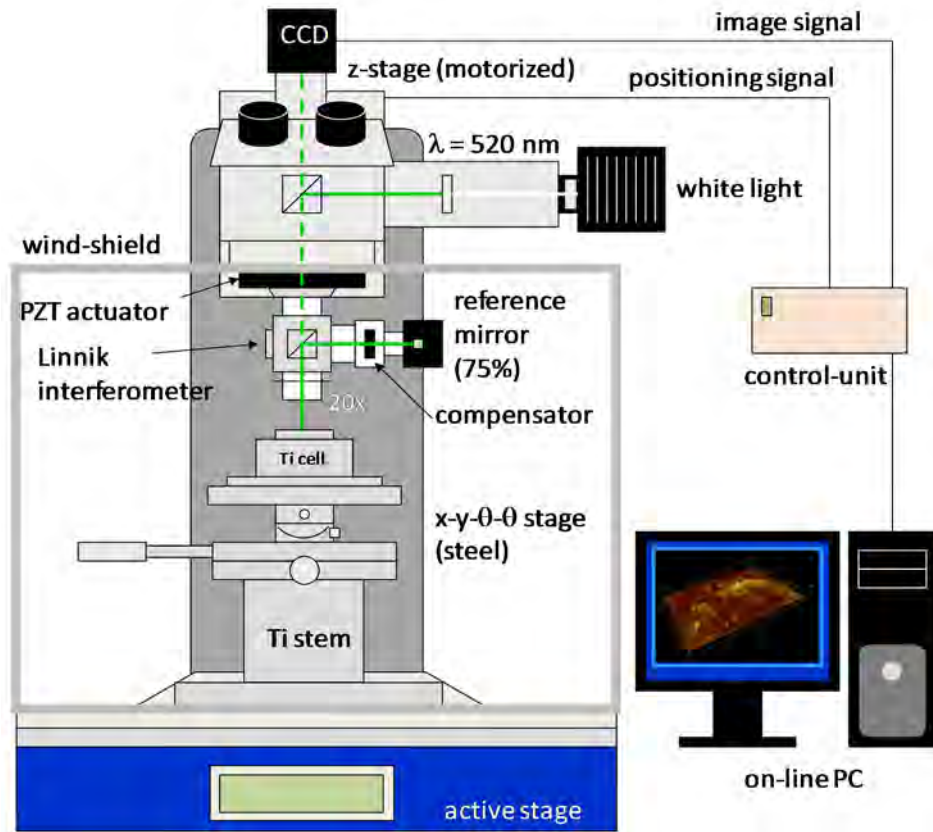 CCD
image signal
z-stage (motorized)
positioning signal
λ = 520 nm
white light
wind-shield
PZT actuator
reference
mirror
(75%)
Linnik
interferometer
control-unit
20x
compensator
Ti cell
x-y-θ-θ stage
(steel)
Ti stem
on-line PC
active stage